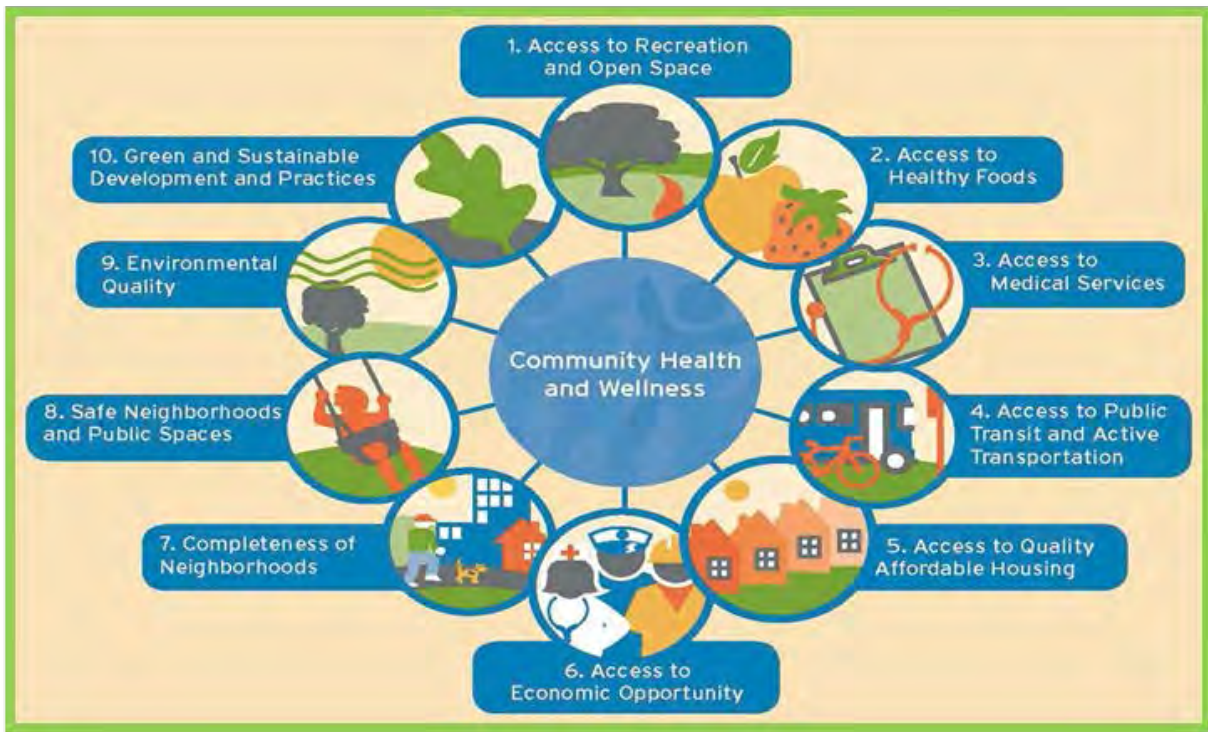 1. Access to Recreation
and Open Space
2. Access to
Healthy Foods
3. Access to
Medical Services
4. Access to Public
Transit and Active
Transportation
5. Access to Quality
Affordable Housing
6. Access to
Economic Opportunity
7. Completeness of
Neighborhoods
8. Safe Neighborhoods
and Public Spaces
9. Environmental
Quality
10. Green and Sustainable
Development and Practices
Community Health
and Wellness